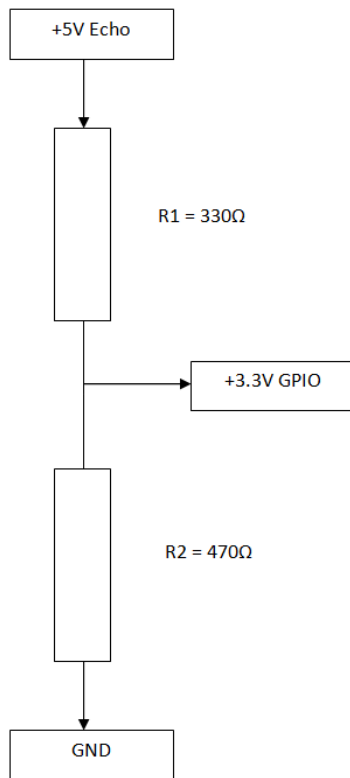 +5V Echo
R1 = 330Ω
+3.3V GPIO
R2 = 470Ω
GND